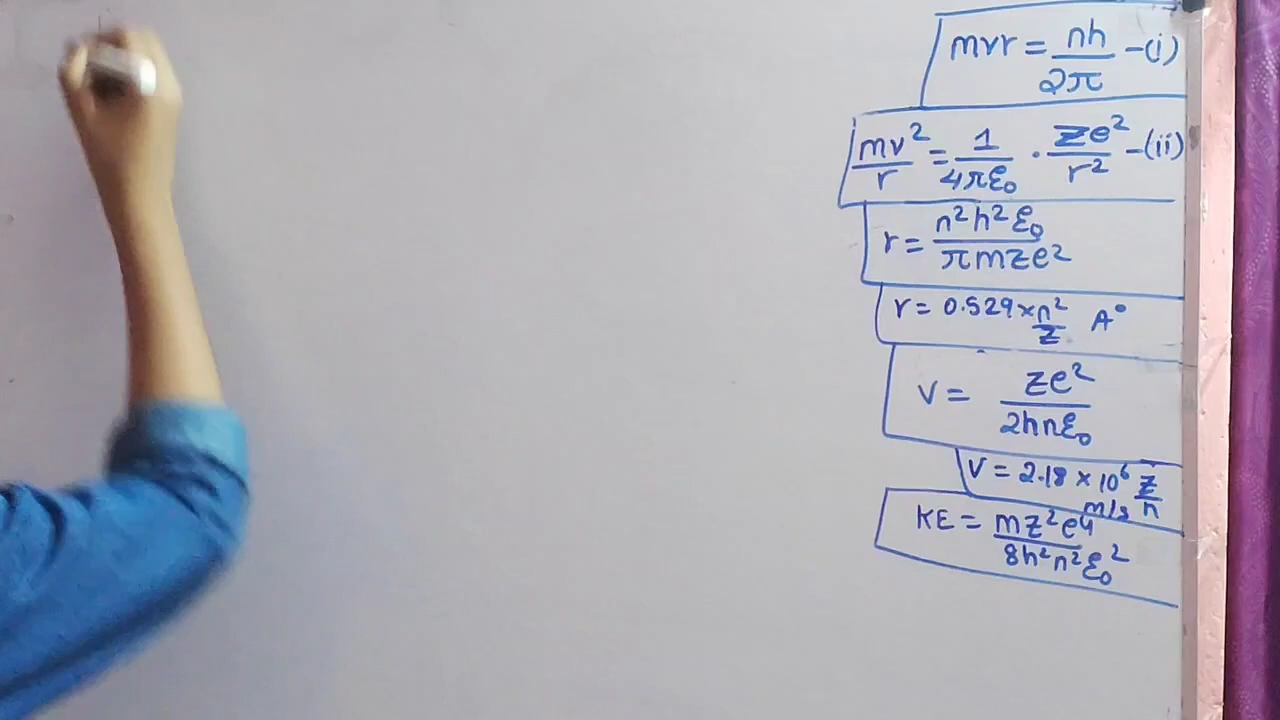 mvr = nh/2π -(i)
mv²/r = 1/4πε₀ · Ze²/r² -(ii)
r = n²h²ε₀/πmze²
r = 0.529 × n²/z A°
v = ze²/2hnε₀
v = 2.18 × 10⁶ z/n m/s
KE = mz²e⁴/8h²n²ε₀²